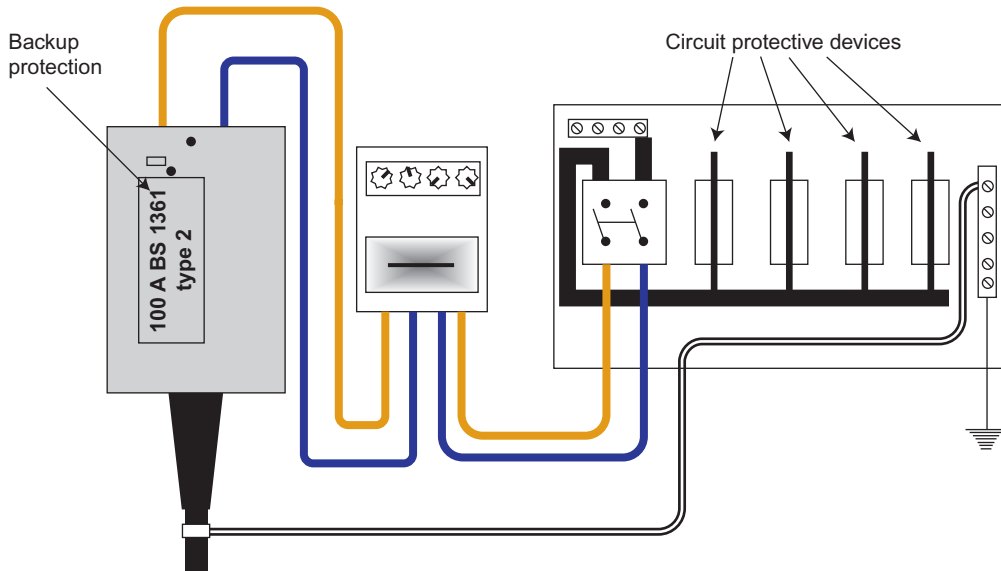 Backup
protection
Circuit protective devices
100 A BS 1361
type 2